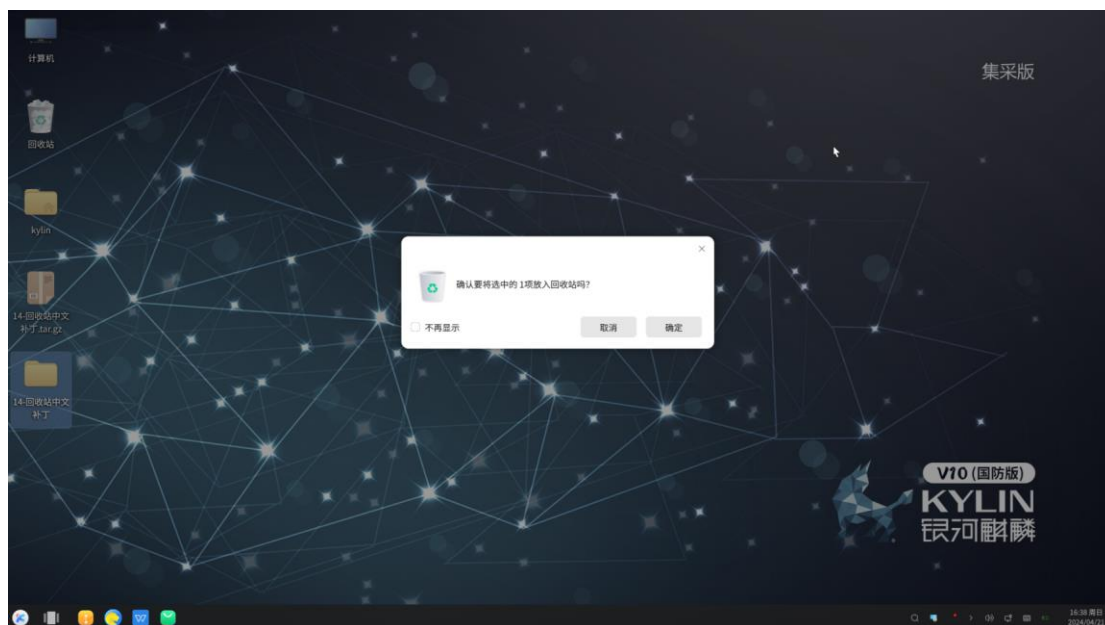 计算机
集采版
回收站
kylin
确认要将选中的 1项放入回收站吗?
14-回收站中文
补丁.tar.gz
不再显示
取消
确定
14-回收站中文
补丁
V10 (国防版)
KYLIN
银河麒麟
16:38 周日
2024/04/21